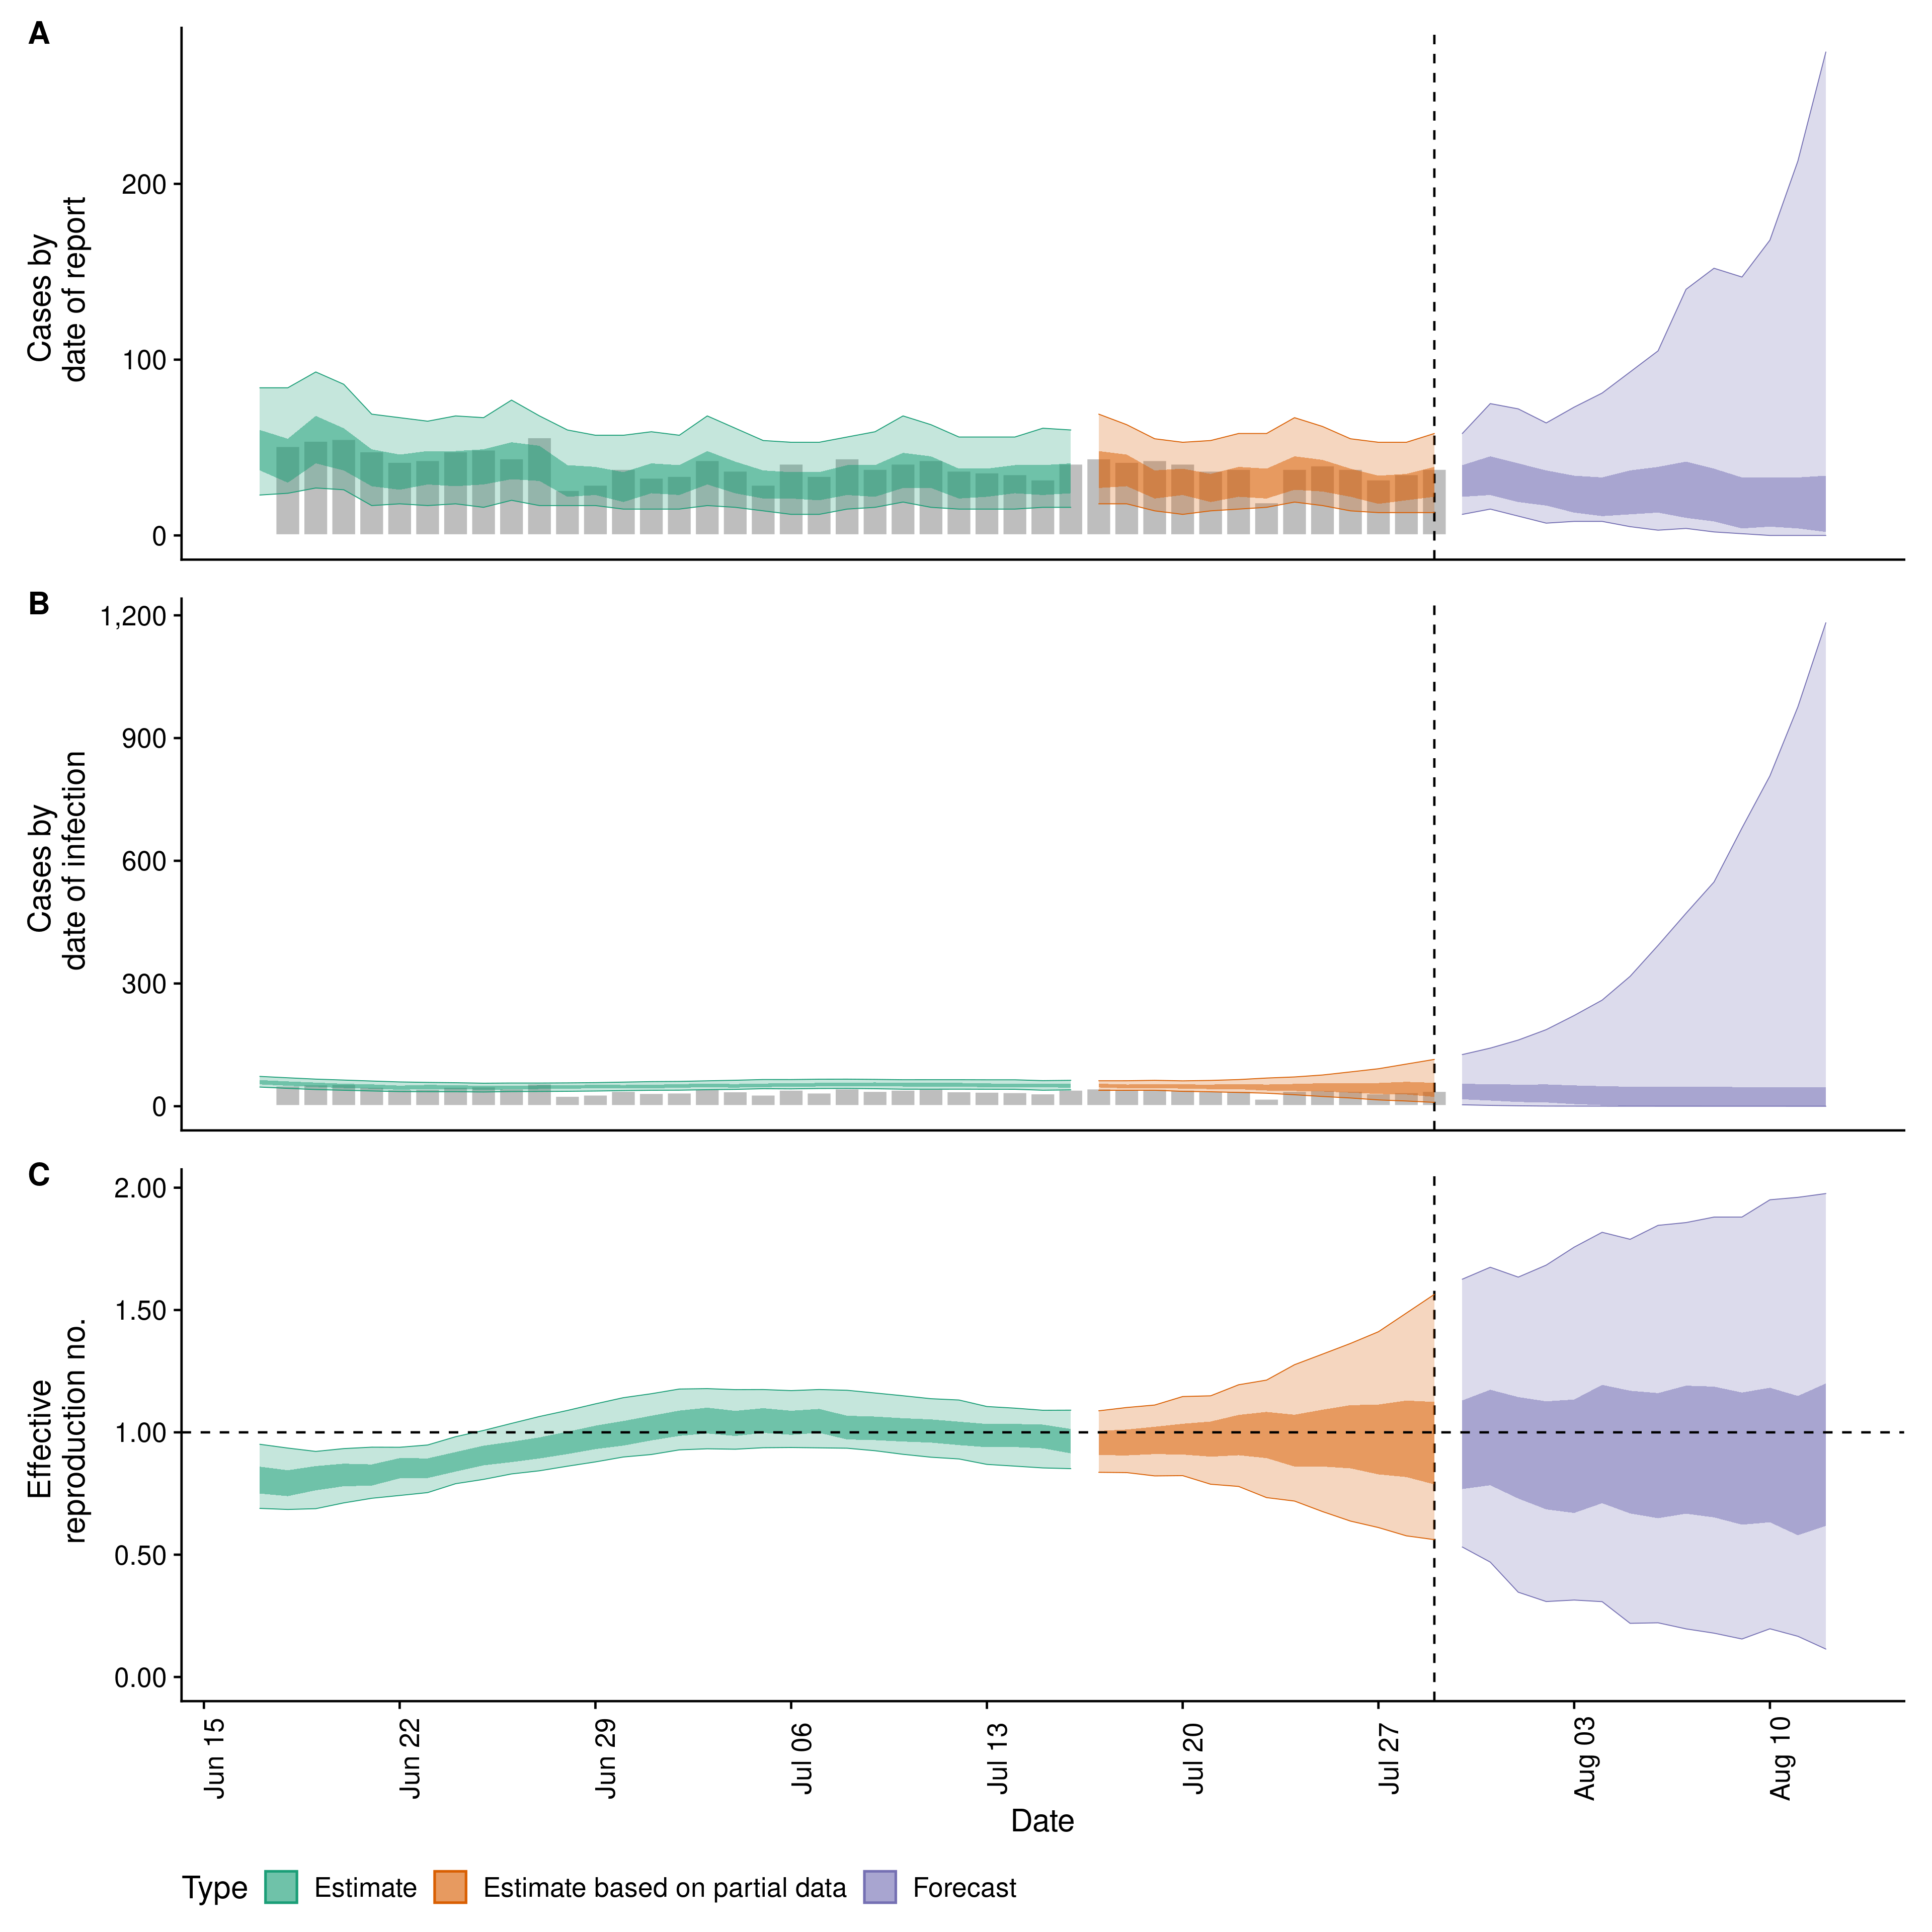 A
Cases by
date of report
200
100
0
B
Cases by
date of infection
1,200
900
600
300
0
C
Effective
reproduction no.
2.00
1.50
1.00
0.50
0.00
Jun 15
Jun 22
Jun 29
Jul 06
Jul 13
Jul 20
Jul 27
Aug 03
Aug 10
Date
Type
Estimate
Estimate based on partial data
Forecast